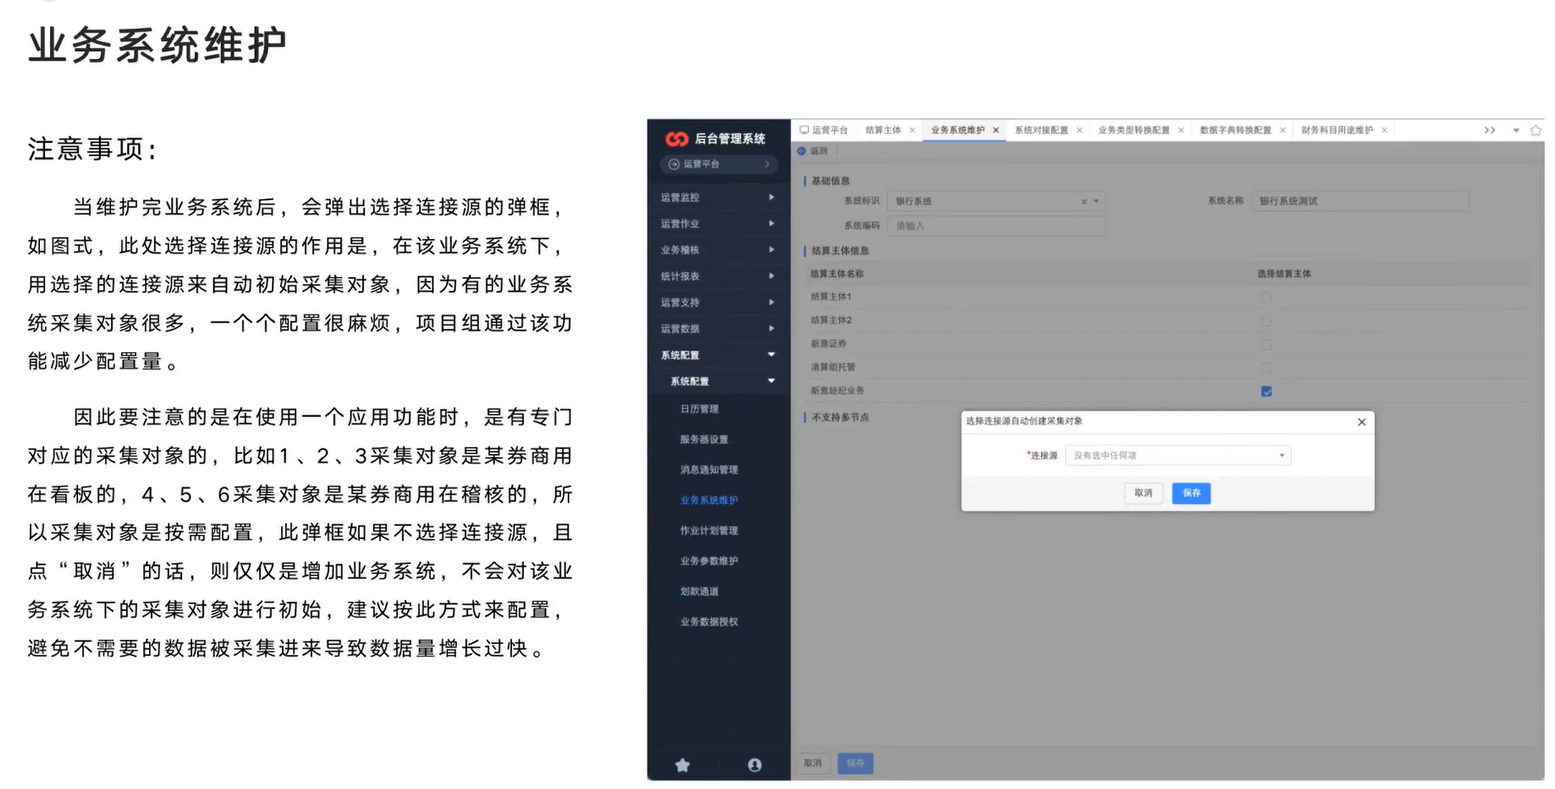 业务系统维护
注意事项：
当维护完业务系统后，会弹出选择连接源的弹框，
如图式，此处选择连接源的作用是，在该业务系统下，
用选择的连接源来自动初始采集对象，因为有的业务系
统采集对象很多，一个个配置很麻烦，项目组通过该功
能减少配置量。
因此要注意的是在使用一个应用功能时，是有专门
对应的采集对象的，比如1、2、3采集对象是某券商用
在看板的，4、5、6采集对象是某券商用在稽核的，所
以采集对象是按需配置，此弹框如果不选择连接源，且
点“取消”的话，则仅仅是增加业务系统，不会对该业
务系统下的采集对象进行初始，建议按此方式来配置，
避免不需要的数据被采集进来导致数据量增长过快。
后台管理系统
运营平台
运营监控
运营作业
业务稽核
统计报表
运营支持
运营数据
系统配置
系统配置
日历管理
服务器设置
消息通知管理
业务系统维护
作业计划管理
业务参数维护
划款通道
业务数据授权
运营平台 结算主体 业务系统维护 系统对接配置 业务类型转换配置 数据字典转换配置 财务科目用途维护
返回
基础信息
系统标识 银行系统 系统名称 银行系统测试
系统编码 请输入
结算主体信息
结算主体名称 选择结算主体
结算主体1
结算主体2
新意证券
清算组托管
新意经纪业务
不支持多节点
选择连接源自动创建采集对象
*连接源 没有选中任何项
取消 保存
取消 保存